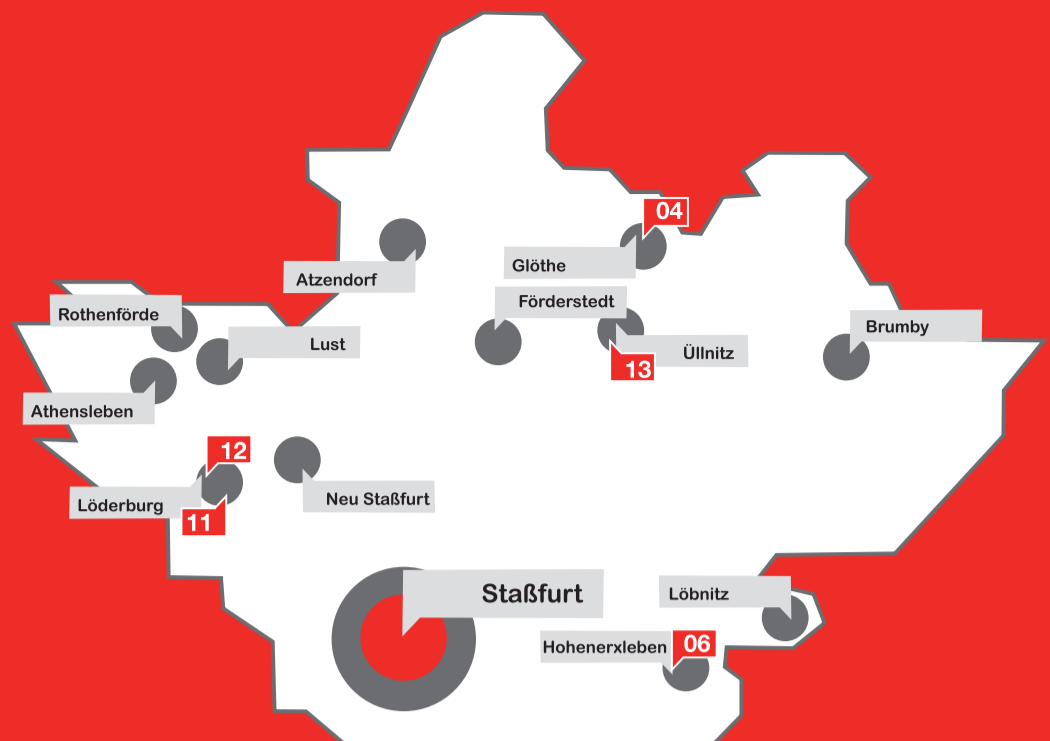 04
Glöthe
Atzendorf
Förderstedt
Rothenförde
Brumby
Lust
Üllnitz
13
Athensleben
12
Neu Staßfurt
Löderburg
11
Staßfurt
Löbnitz
Hohenerxleben
06